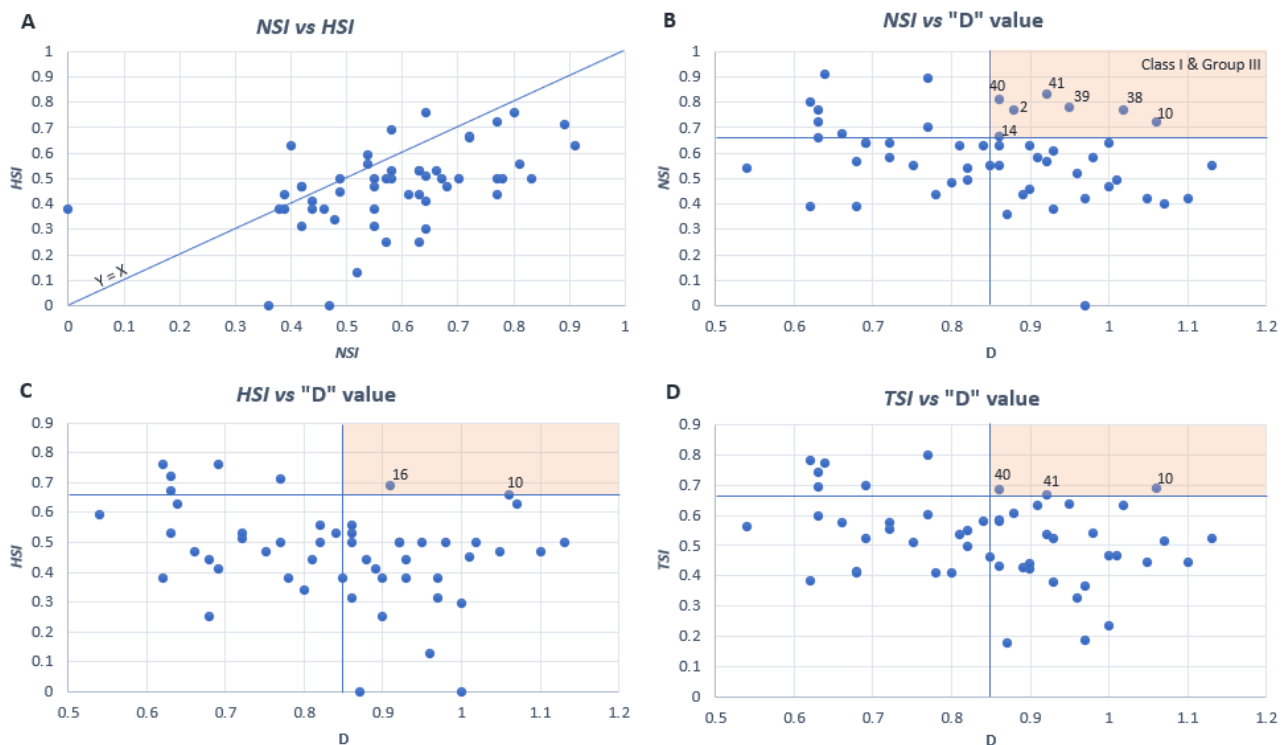 A
NSI vs HSI
1
0.9
0.8
0.7
0.6
0.5
0.4
0.3
0.2
0.1
0
HSI
Y = X
0 0.1 0.2 0.3 0.4 0.5 0.6 0.7 0.8 0.9 1
NSI
B
NSI vs "D" value
1
0.9
0.8
0.7
0.6
0.5
0.4
0.3
0.2
0.1
0
NSI
Class I & Group III
40
41
2
39
38
10
14
0.5 0.6 0.7 0.8 0.9 1 1.1 1.2
D
C
HSI vs "D" value
0.9
0.8
0.7
0.6
0.5
0.4
0.3
0.2
0.1
0
HSI
16
10
0.5 0.6 0.7 0.8 0.9 1 1.1 1.2
D
D
TSI vs "D" value
0.9
0.8
0.7
0.6
0.5
0.4
0.3
0.2
0.1
0
TSI
40
41
10
0.5 0.6 0.7 0.8 0.9 1 1.1 1.2
D